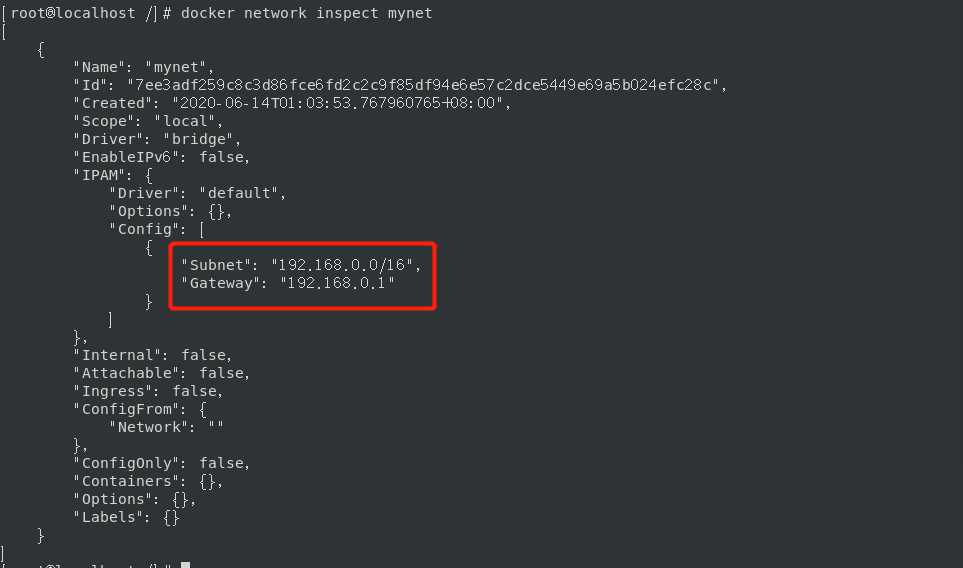 [root@localhost /]# docker network inspect mynet
[
    {
        "Name": "mynet",
        "Id": "7ee3adf259c8c3d86fce6fd2c2c9f85df94e6e57c2dce5449e69a5b024efc28c",
        "Created": "2020-06-14T01:03:53.767960765+08:00",
        "Scope": "local",
        "Driver": "bridge",
        "EnableIPv6": false,
        "IPAM": {
            "Driver": "default",
            "Options": {},
            "Config": [
                {
                    "Subnet": "192.168.0.0/16",
                    "Gateway": "192.168.0.1"
                }
            ]
        },
        "Internal": false,
        "Attachable": false,
        "Ingress": false,
        "ConfigFrom": {
            "Network": ""
        },
        "ConfigOnly": false,
        "Containers": {},
        "Options": {},
        "Labels": {}
    }
]